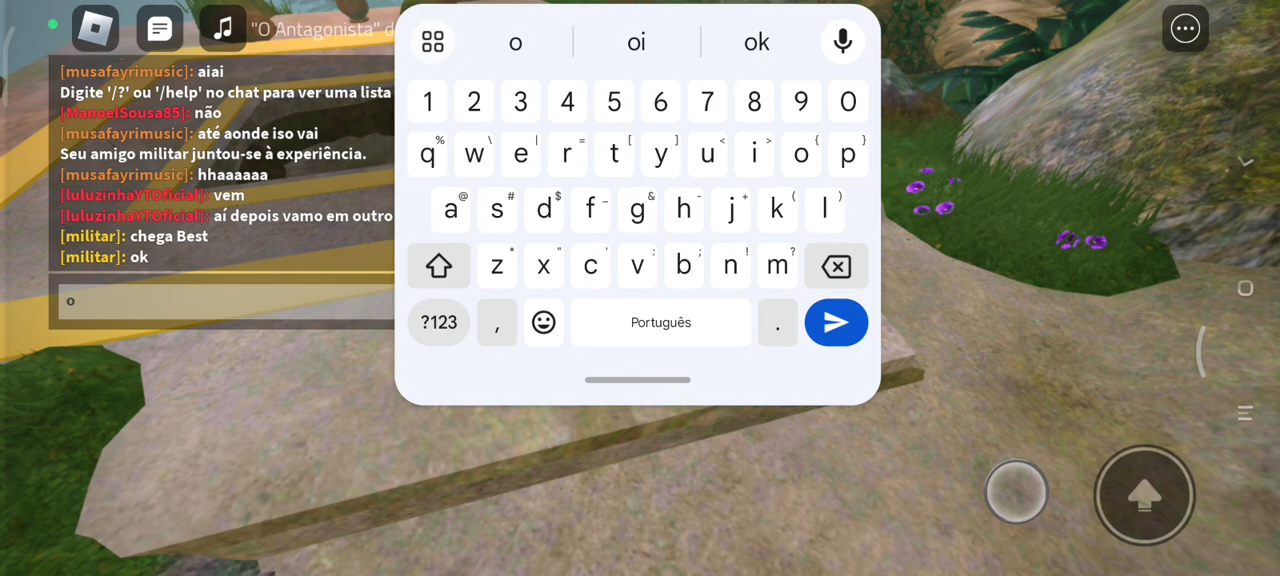 "O Antagonista" d
[musafayrimusic]: aiai
Digite '/?' ou '/help' no chat para ver uma lista
[ManoelSousa85]: não
[musafayrimusic]: até aonde iso vai
Seu amigo militar juntou-se à experiência.
[musafayrimusic]: hhaaaaaa
[luluzinhaYTOficial]: vem
[luluzinhaYTOficial]: aí depois vamo em outro
[militar]: chega Best
[militar]: ok
o
o oi ok
1 2 3 4 5 6 7 8 9 0
% \ | = [ ] < > { }
q w e r t y u i o p
@ # $ _ & - + ( )
a s d f g h j k l
* " ' : ; ! ?
z x c v b n m
?123 , Português .